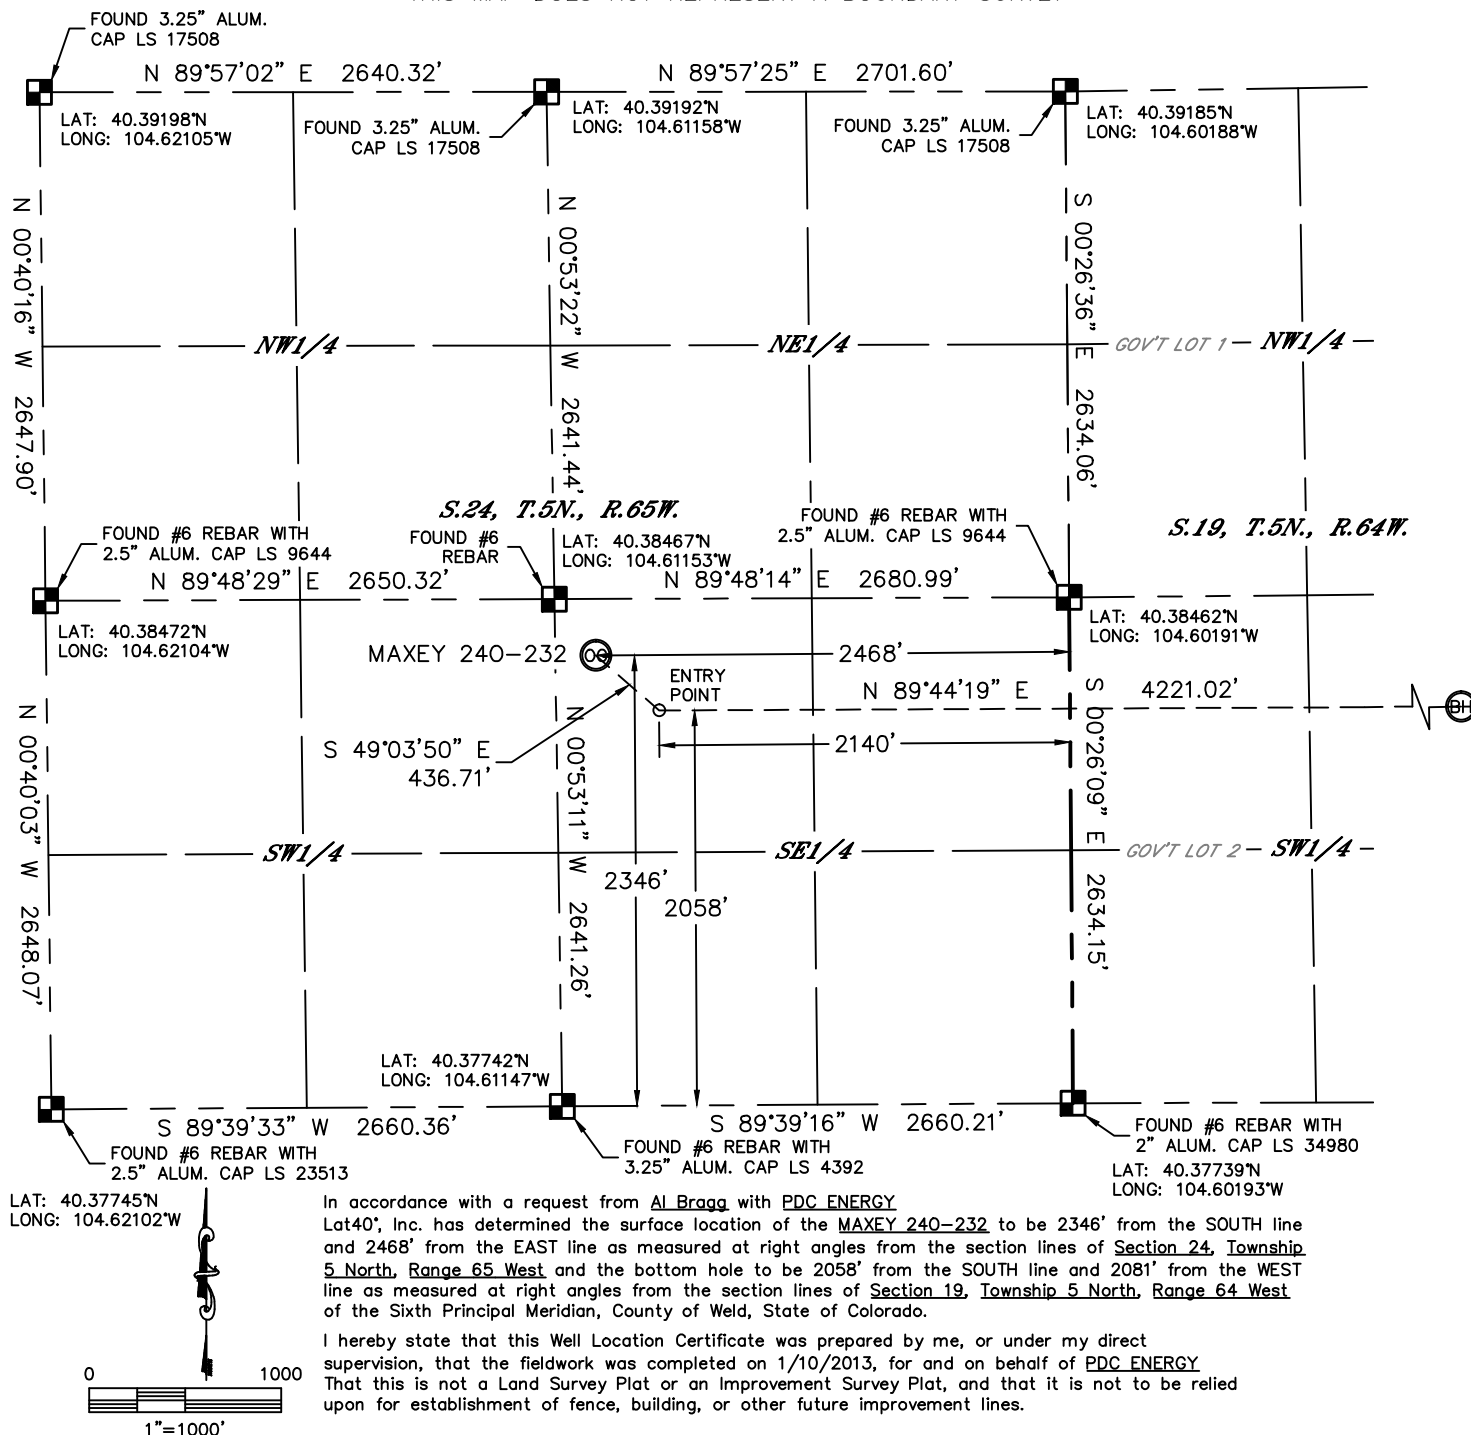 FOUND 3.25" ALUM.
CAP LS 17508
N 89°57'02" E 2640.32'
N 89°57'25" E 2701.60'
LAT: 40.39198°N
LONG: 104.62105°W
FOUND 3.25" ALUM.
CAP LS 17508
LAT: 40.39192°N
LONG: 104.61158°W
FOUND 3.25" ALUM.
CAP LS 17508
LAT: 40.39185°N
LONG: 104.60188°W
N 00°40'16" W 2647.90'
N 00°53'22" W 2641.44'
S 00°26'36" E 2634.06'
NW1/4
NE1/4
GOV'T LOT 1
NW1/4
S.24, T.5N., R.65W.
S.19, T.5N., R.64W.
FOUND #6 REBAR WITH
2.5" ALUM. CAP LS 9644
FOUND #6
REBAR
LAT: 40.38467°N
LONG: 104.61153°W
FOUND #6 REBAR WITH
2.5" ALUM. CAP LS 9644
N 89°48'29" E 2650.32'
N 89°48'14" E 2680.99'
LAT: 40.38472°N
LONG: 104.62104°W
LAT: 40.38462°N
LONG: 104.60191°W
MAXEY 240-232
OG
2468'
ENTRY
POINT
N 89°44'19" E 4221.02'
BH
S 49°03'50" E
436.71'
2140'
N 00°40'03" W 2648.07'
N 00°53'11" W 2641.26'
S 00°26'09" E 2634.15'
SW1/4
SE1/4
GOV'T LOT 2
SW1/4
2346'
2058'
LAT: 40.37742°N
LONG: 104.61147°W
S 89°39'33" W 2660.36'
S 89°39'16" W 2660.21'
FOUND #6 REBAR WITH
2.5" ALUM. CAP LS 23513
FOUND #6 REBAR WITH
3.25" ALUM. CAP LS 4392
FOUND #6 REBAR WITH
2" ALUM. CAP LS 34980
LAT: 40.37739°N
LONG: 104.60193°W
LAT: 40.37745°N
LONG: 104.62102°W
In accordance with a request from Al Bragg with PDC ENERGY
Lat40°, Inc. has determined the surface location of the MAXEY 240-232 to be 2346' from the SOUTH line
and 2468' from the EAST line as measured at right angles from the section lines of Section 24, Township
5 North, Range 65 West and the bottom hole to be 2058' from the SOUTH line and 2081' from the WEST
line as measured at right angles from the section lines of Section 19, Township 5 North, Range 64 West
of the Sixth Principal Meridian, County of Weld, State of Colorado.
I hereby state that this Well Location Certificate was prepared by me, or under my direct
supervision, that the fieldwork was completed on 1/10/2013, for and on behalf of PDC ENERGY
That this is not a Land Survey Plat or an Improvement Survey Plat, and that it is not to be relied
upon for establishment of fence, building, or other future improvement lines.
0 1000
1"=1000'